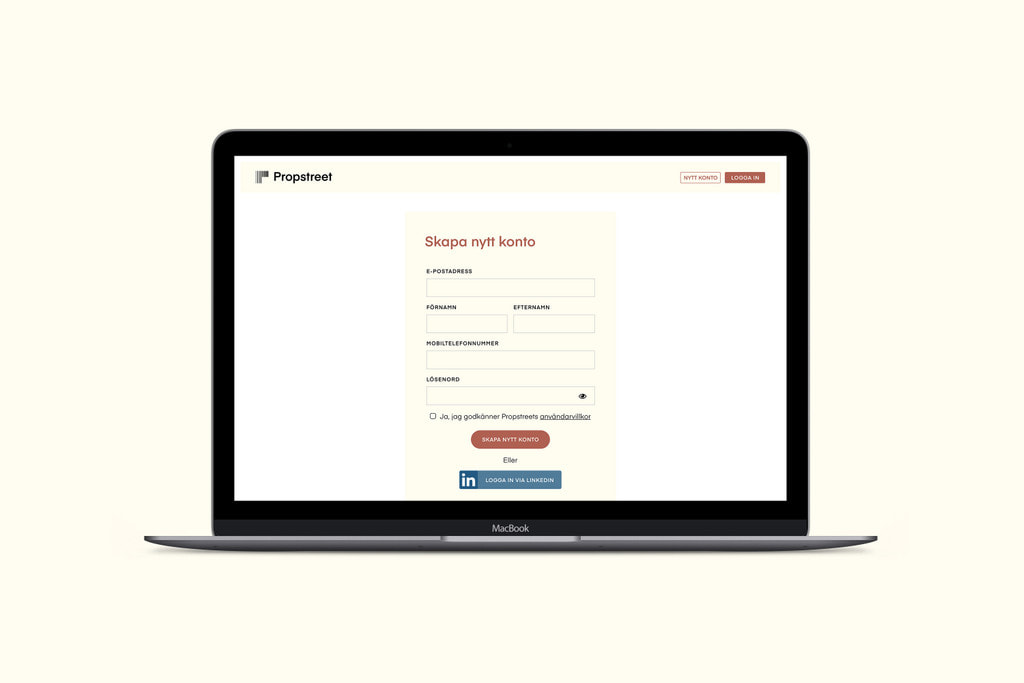 Propstreet
NYTT KONTO
LOGGA IN
Skapa nytt konto
E-POSTADRESS
FÖRNAMN
EFTERNAMN
MOBILTELEFONNUMMER
LÖSENORD
Ja, jag godkänner Propstreets användarvillkor
SKAPA NYTT KONTO
Eller
in
LOGGA IN VIA LINKEDIN
MacBook